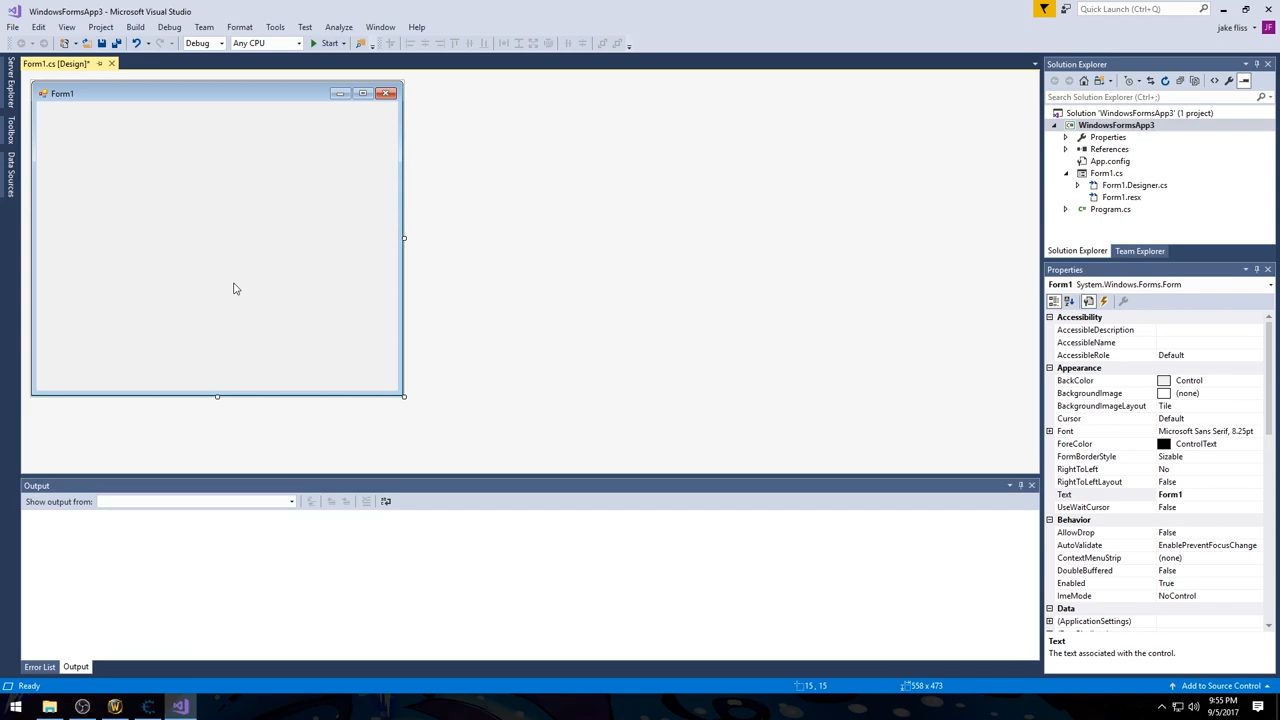 WindowsFormsApp3 - Microsoft Visual Studio
Quick Launch (Ctrl+Q)
File Edit View Project Build Debug Team Format Tools Test Analyze Window Help
jake fliss JF
Debug Any CPU Start
Form1.cs [Design]*
Server Explorer
Toolbox
Data Sources
Form1
Solution Explorer
Search Solution Explorer (Ctrl+;)
Solution 'WindowsFormsApp3' (1 project)
WindowsFormsApp3
Properties
References
App.config
Form1.cs
Form1.Designer.cs
Form1.resx
Program.cs
Solution Explorer Team Explorer
Properties
Form1 System.Windows.Forms.Form
Accessibility
AccessibleDescription
AccessibleName
AccessibleRole Default
Appearance
BackColor Control
BackgroundImage (none)
BackgroundImageLayout Tile
Cursor Default
Font Microsoft Sans Serif, 8.25pt
ForeColor ControlText
FormBorderStyle Sizable
RightToLeft No
RightToLeftLayout False
Text Form1
UseWaitCursor False
Behavior
AllowDrop False
AutoValidate EnablePreventFocusChange
ContextMenuStrip (none)
DoubleBuffered False
Enabled True
ImeMode NoControl
Data
(ApplicationSettings)
Text
The text associated with the control.
Output
Show output from:
Error List Output
Ready 15 , 15 558 x 473 Add to Source Control
9:55 PM
9/5/2017